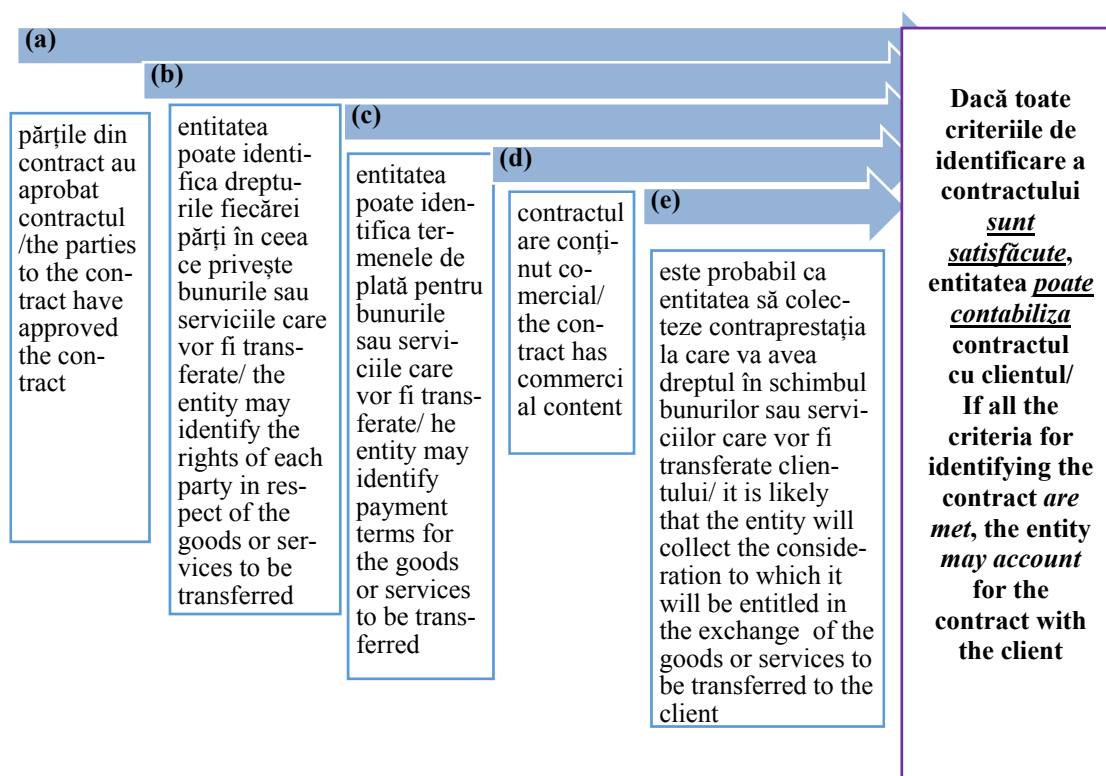 (a)
părțile din
contract au
aprobat
contractul
/the parties
to the con-
tract have
approved
the con-
tract
(b)
entitatea
poate identi-
fica dreptu-
rile fiecărei
părți în ceea
ce privește
bunurile sau
serviciile care
vor fi trans-
ferate/ the
entity may
identify the
rights of each
party in res-
pect of the
goods or ser-
vices to be
transferred
(c)
entitatea
poate iden-
tifica ter-
menele de
plată pentru
bunurile
sau servi-
ciile care
vor fi trans-
ferate/ he
entity may
identify
payment
terms for
the goods
or services
to be trans-
ferred
(d)
contractul
are conți-
nut co-
mercial/
the con-
tract has
commerci
al content
(e)
este probabil ca
entitatea să colec-
teze contraprestația
la care va avea
dreptul în schimbul
bunurilor sau servi-
ciilor care vor fi
transferate clien-
tului/ it is likely
that the entity will
collect the conside-
ration to which it
will be entitled in
the exchange of the
goods or services to
be transferred to the
client
Dacă toate
criteriile de
identificare a
contractului
sunt
satisfăcute,
entitatea poate
contabiliza
contractul
cu clientul/
If all the
criteria for
identifying the
contract are
met, the entity
may account
for the
contract with
the client